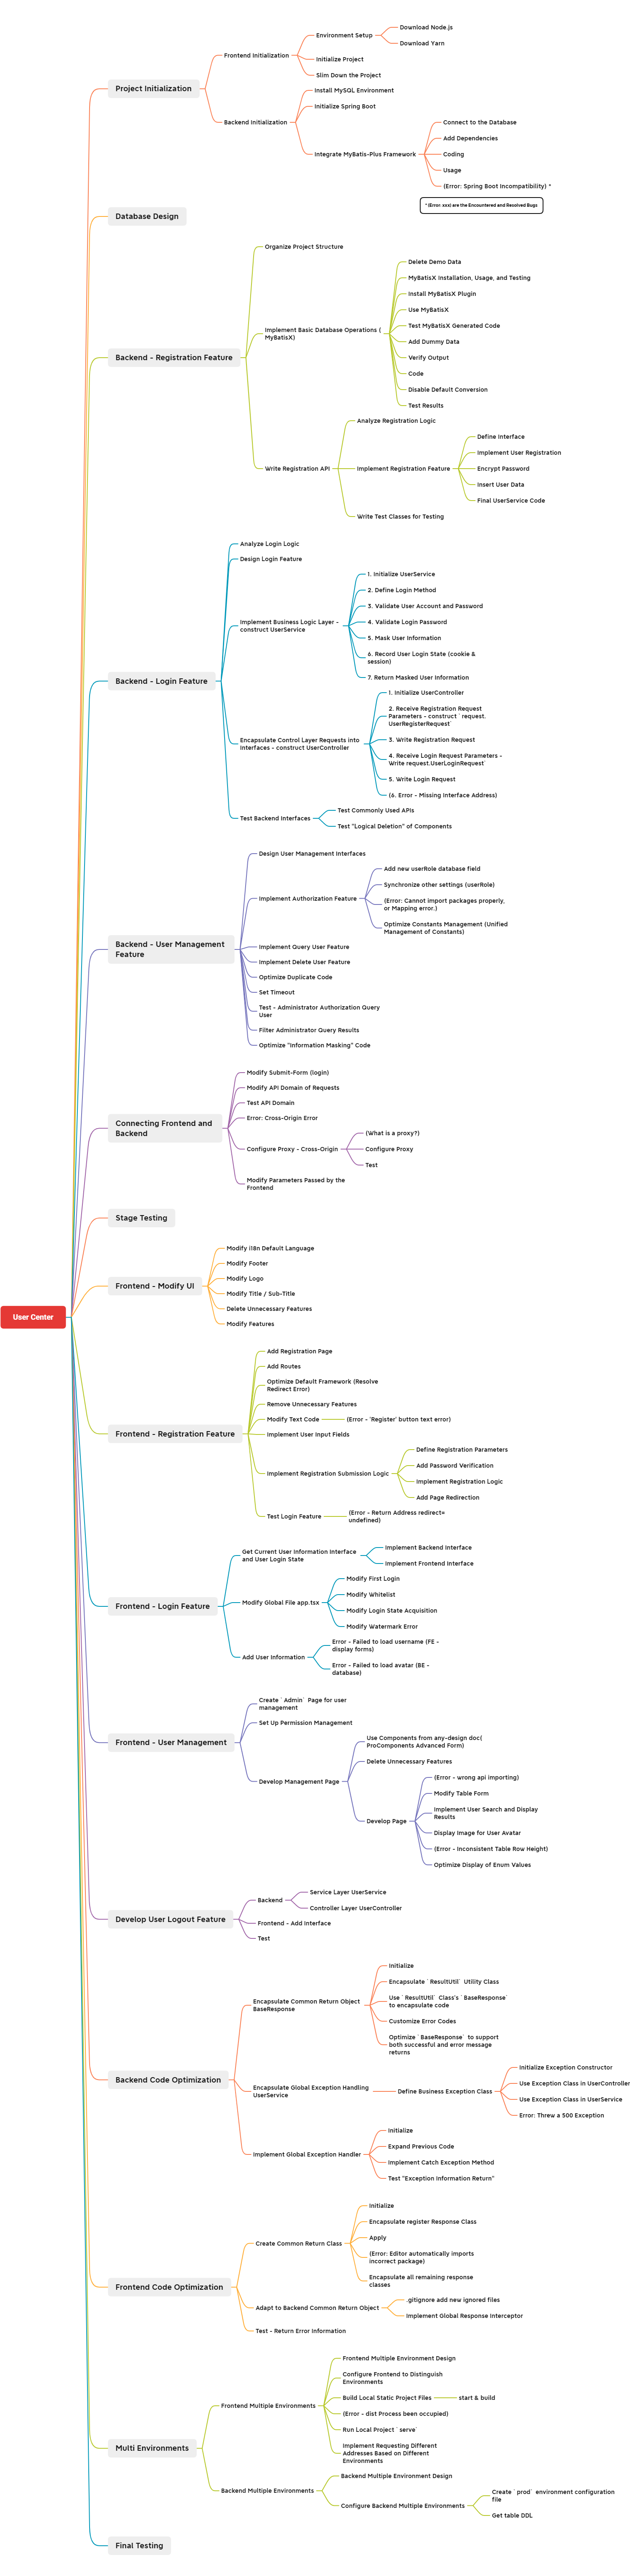 Download Node.js
Environment Setup
Download Yarn
Frontend Initialization
Initialize Project
Slim Down the Project
Project Initialization
Install MySQL Environment
Initialize Spring Boot
Backend Initialization
Connect to the Database
Add Dependencies
Integrate MyBatis-Plus Framework
Coding
Usage
(Error: Spring Boot Incompatibility) *
* (Error: xxx) are the Encountered and Resolved Bugs
Database Design
Organize Project Structure
Delete Demo Data
MyBatisX Installation, Usage, and Testing
Install MyBatisX Plugin
Use MyBatisX
Implement Basic Database Operations (
MyBatisX)
Test MyBatisX Generated Code
Add Dummy Data
Backend - Registration Feature
Verify Output
Code
Disable Default Conversion
Test Results
Analyze Registration Logic
Define Interface
Implement User Registration
Write Registration API
Implement Registration Feature
Encrypt Password
Insert User Data
Final UserService Code
Write Test Classes for Testing
Analyze Login Logic
Design Login Feature
1. Initialize UserService
2. Define Login Method
3. Validate User Account and Password
Implement Business Logic Layer -
construct UserService
4. Validate Login Password
5. Mask User Information
6. Record User Login State (cookie &
session)
7. Return Masked User Information
Backend - Login Feature
1. Initialize UserController
2. Receive Registration Request
Parameters - construct `request.
UserRegisterRequest`
Encapsulate Control Layer Requests into
Interfaces - construct UserController
3. Write Registration Request
4. Receive Login Request Parameters -
Write request.UserLoginRequest`
5. Write Login Request
(6. Error - Missing Interface Address)
Test Backend Interfaces
Test Commonly Used APIs
Test "Logical Deletion" of Components
Design User Management Interfaces
Add new userRole database field
Synchronize other settings (userRole)
Implement Authorization Feature
(Error: Cannot import packages properly,
or Mapping error.)
Optimize Constants Management (Unified
Management of Constants)
Backend - User Management
Feature
Implement Query User Feature
Implement Delete User Feature
Optimize Duplicate Code
Set Timeout
Test - Administrator Authorization Query
User
Filter Administrator Query Results
Optimize "Information Masking" Code
Modify Submit-Form (login)
Modify API Domain of Requests
Test API Domain
Error: Cross-Origin Error
Connecting Frontend and
Backend
(What is a proxy?)
Configure Proxy - Cross-Origin
Configure Proxy
Test
Modify Parameters Passed by the
Frontend
Stage Testing
Modify i18n Default Language
Modify Footer
Modify Logo
Frontend - Modify UI
Modify Title / Sub-Title
Delete Unnecessary Features
Modify Features
User Center
Add Registration Page
Add Routes
Optimize Default Framework (Resolve
Redirect Error)
Remove Unnecessary Features
Modify Text Code
(Error - 'Register' button text error)
Frontend - Registration Feature
Implement User Input Fields
Define Registration Parameters
Add Password Verification
Implement Registration Submission Logic
Implement Registration Logic
Add Page Redirection
Test Login Feature
(Error - Return Address redirect=
undefined)
Get Current User Information Interface
and User Login State
Implement Backend Interface
Implement Frontend Interface
Modify First Login
Modify Whitelist
Frontend - Login Feature
Modify Global File app.tsx
Modify Login State Acquisition
Modify Watermark Error
Add User Information
Error - Failed to load username (FE -
display forms)
Error - Failed to load avatar (BE -
database)
Create `Admin` Page for user
management
Set Up Permission Management
Frontend - User Management
Use Components from any-design doc(
ProComponents Advanced Form)
Delete Unnecessary Features
Develop Management Page
(Error - wrong api importing)
Modify Table Form
Implement User Search and Display
Results
Develop Page
Display Image for User Avatar
(Error - Inconsistent Table Row Height)
Optimize Display of Enum Values
Backend
Service Layer UserService
Controller Layer UserController
Develop User Logout Feature
Frontend - Add Interface
Test
Initialize
Encapsulate `ResultUtil` Utility Class
Encapsulate Common Return Object
BaseResponse
Use `ResultUtil` Class's `BaseResponse`
to encapsulate code
Customize Error Codes
Optimize `BaseResponse` to support
both successful and error message
returns
Backend Code Optimization
Initialize Exception Constructor
Encapsulate Global Exception Handling
UserService
Define Business Exception Class
Use Exception Class in UserController
Use Exception Class in UserService
Error: Threw a 500 Exception
Initialize
Expand Previous Code
Implement Global Exception Handler
Implement Catch Exception Method
Test "Exception Information Return"
Initialize
Encapsulate register Response Class
Create Common Return Class
Apply
(Error: Editor automatically imports
incorrect package)
Encapsulate all remaining response
classes
Frontend Code Optimization
.gitignore add new ignored files
Adapt to Backend Common Return Object
Implement Global Response Interceptor
Test - Return Error Information
Frontend Multiple Environment Design
Configure Frontend to Distinguish
Environments
Frontend Multiple Environments
Build Local Static Project Files
start & build
(Error - dist Process been occupied)
Run Local Project `serve`
Implement Requesting Different
Addresses Based on Different
Environments
Multi Environments
Backend Multiple Environment Design
Backend Multiple Environments
Configure Backend Multiple Environments
Create `prod` environment configuration
file
Get table DDL
Final Testing